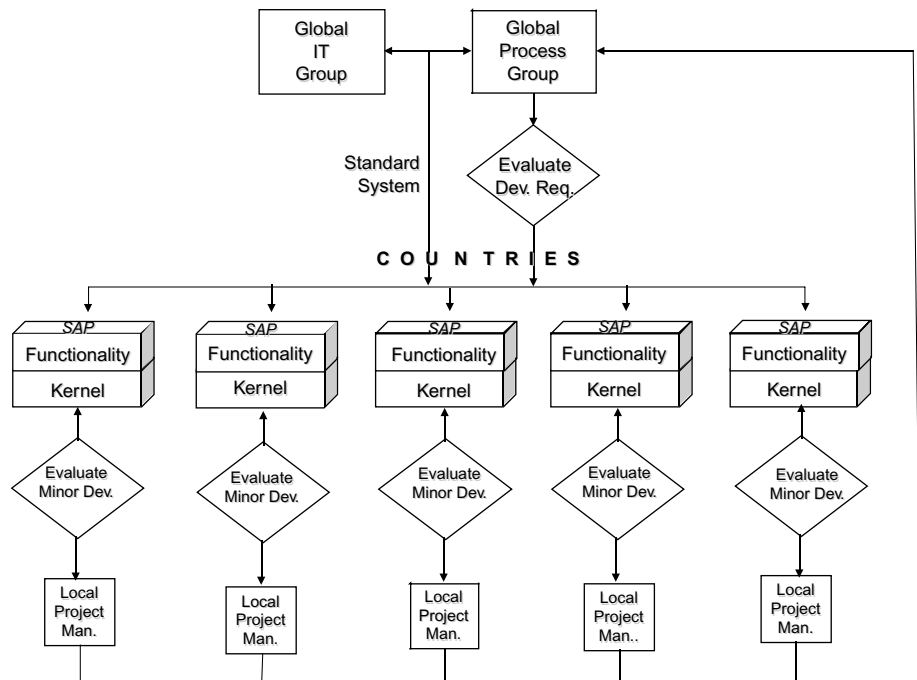 Global
IT
Group
Global
Process
Group
Standard
System
Evaluate
Dev. Req.
C O U N T R I E S
SAP
Functionality
Kernel
SAP
Functionality
Kernel
SAP
Functionality
Kernel
SAP
Functionality
Kernel
SAP
Functionality
Kernel
Evaluate
Minor Dev.
Evaluate
Minor Dev.
Evaluate
Minor Dev.
Evaluate
Minor Dev.
Evaluate
Minor Dev.
Local
Project
Man.
Local
Project
Man.
Local
Project
Man.
Local
Project
Man..
Local
Project
Man.